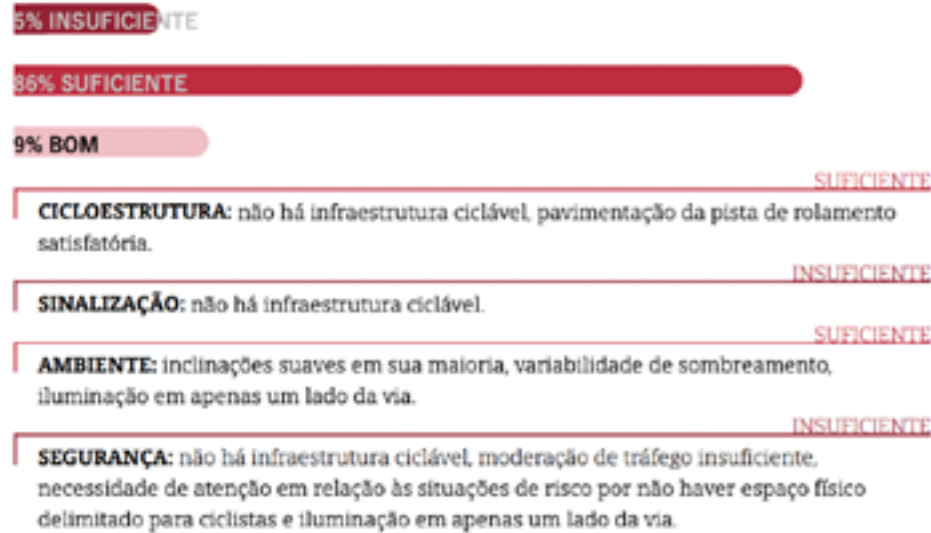 5% INSUFICIENTE
86% SUFICIENTE
9% BOM
SUFICIENTE
CICLOESTRUTURA: não há infraestrutura ciclável, pavimentação da pista de rolamento
satisfatória.
INSUFICIENTE
SINALIZAÇÃO: não há infraestrutura ciclável.
SUFICIENTE
AMBIENTE: inclinações suaves em sua maioria, variabilidade de sombreamento,
iluminação em apenas um lado da via.
INSUFICIENTE
SEGURANÇA: não há infraestrutura ciclável, moderação de tráfego insuficiente,
necessidade de atenção em relação às situações de risco por não haver espaço físico
delimitado para ciclistas e iluminação em apenas um lado da via.